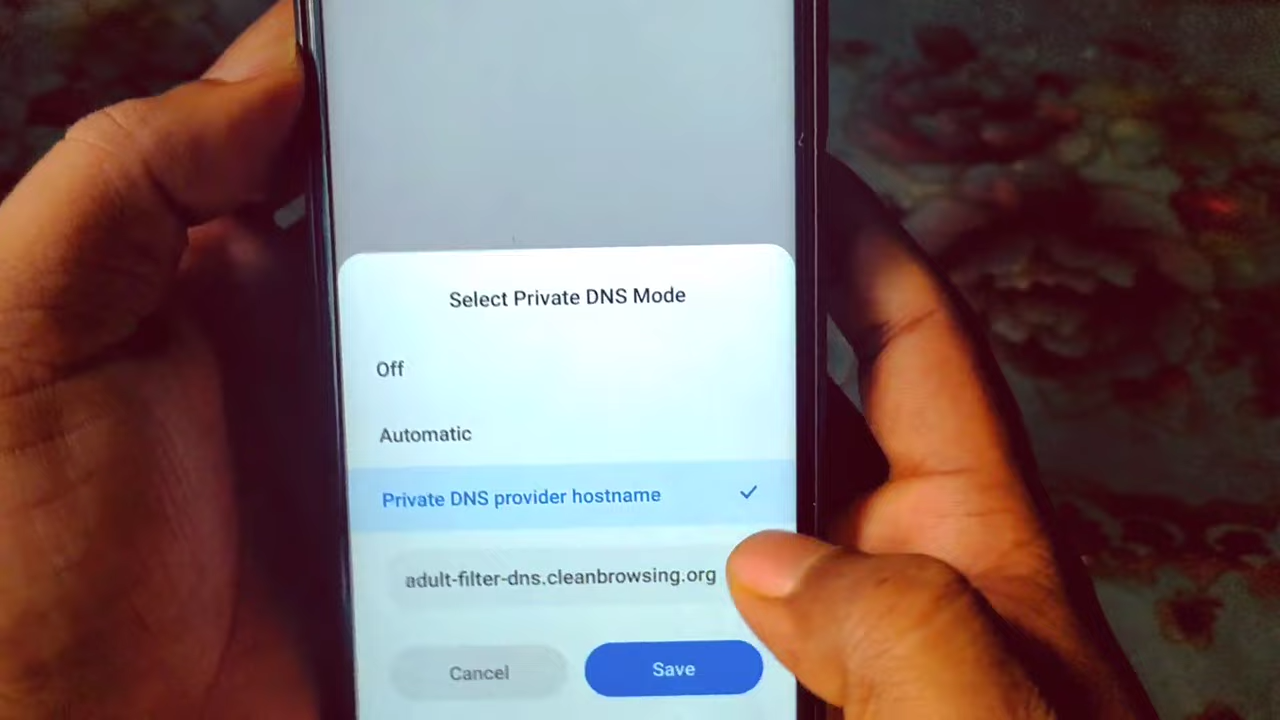 Select Private DNS Mode
Off
Automatic
Private DNS provider hostname
adult-filter-dns.cleanbrowsing.org
Cancel
Save